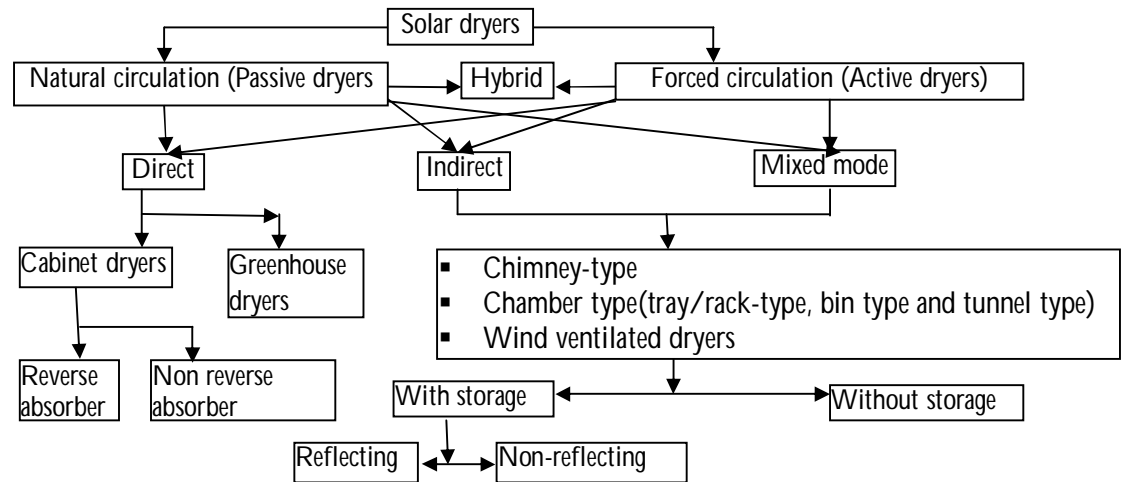 Solar dryers
Natural circulation (Passive dryers
Hybrid
Forced circulation (Active dryers)
Direct
Indirect
Mixed mode
Cabinet dryers
Greenhouse
dryers
▪ Chimney-type
▪ Chamber type(tray/rack-type, bin type and tunnel type)
▪ Wind ventilated dryers
Reverse
absorber
Non reverse
absorber
With storage
Without storage
Reflecting
Non-reflecting